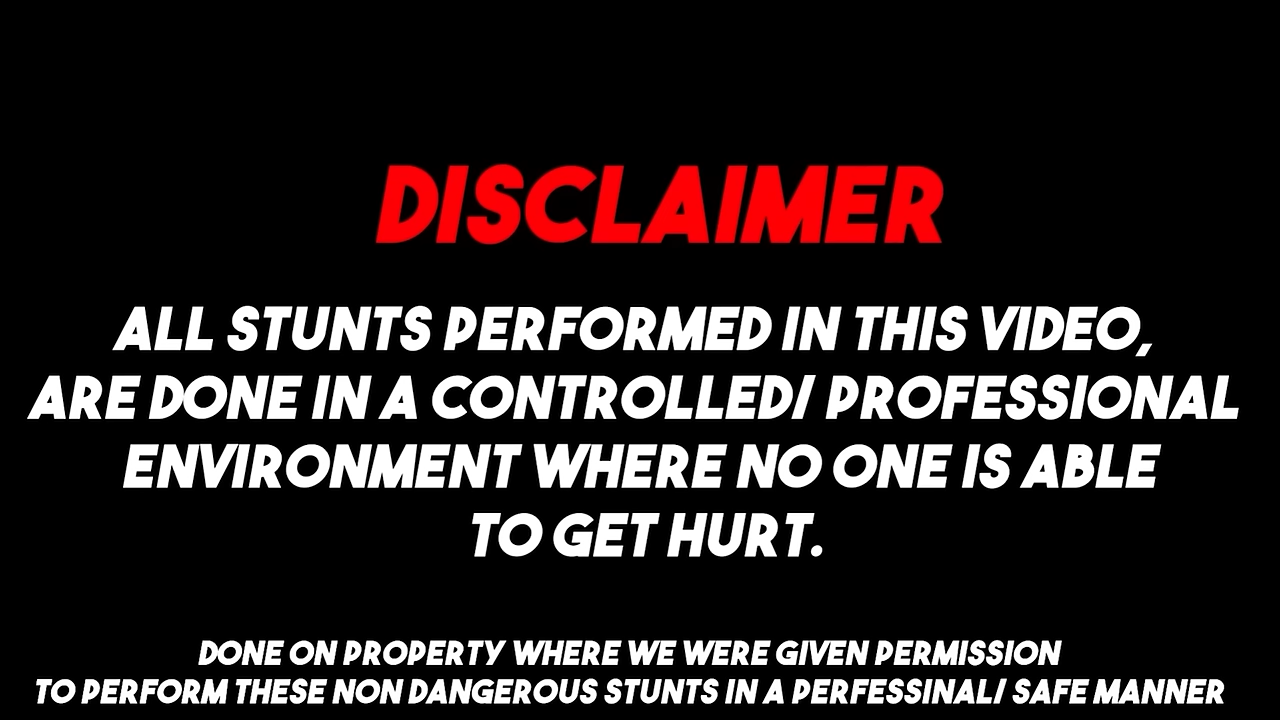 DISCLAIMER
ALL STUNTS PERFORMED IN THIS VIDEO,
ARE DONE IN A CONTROLLED/ PROFESSIONAL
ENVIRONMENT WHERE NO ONE IS ABLE
TO GET HURT.
DONE ON PROPERTY WHERE WE WERE GIVEN PERMISSION
TO PERFORM THESE NON DANGEROUS STUNTS IN A PERFESSINAL/ SAFE MANNER